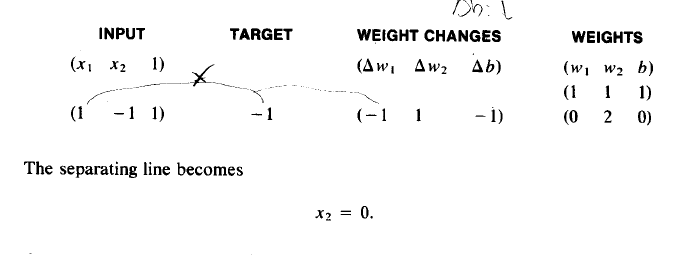 INPUT TARGET WEIGHT CHANGES WEIGHTS
(x₁ x₂ 1) (Δw₁ Δw₂ Δb) (w₁ w₂ b)
(1 1 1)
(1 −1 1) −1 (−1 1 −1) (0 2 0)
The separating line becomes
x₂ = 0.